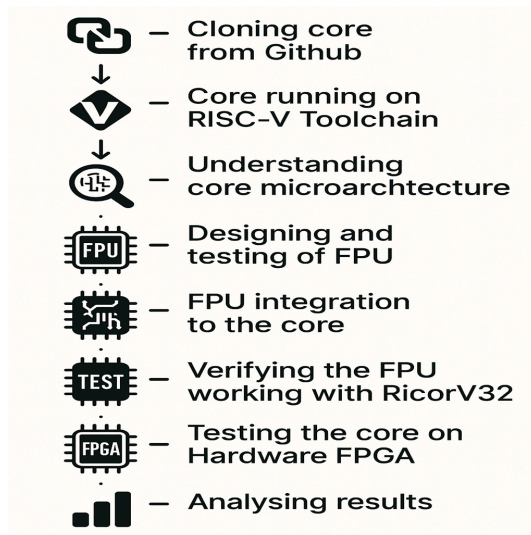 Cloning core
from Github
V
Core running on
RISC-V Toolchain
Understanding
core microarchtecture
FPU
Designing and
testing of FPU
FPU integration
to the core
TEST
Verifying the FPU
working with RicorV32
FPGA
Testing the core on
Hardware FPGA
Analysing results